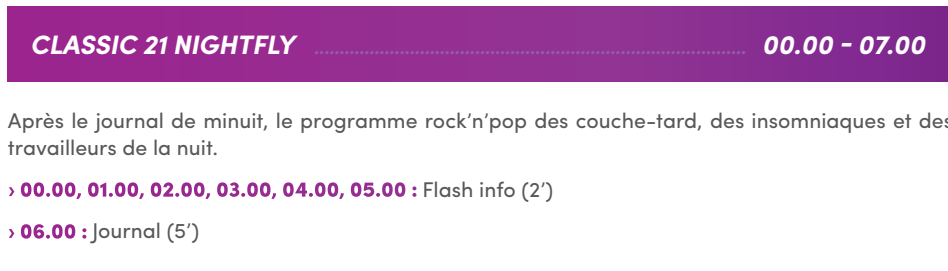 CLASSIC 21 NIGHTFLY ........................................ 00.00 - 07.00
Après le journal de minuit, le programme rock’n’pop des couche-tard, des insomniaques et des
travailleurs de la nuit.
› 00.00, 01.00, 02.00, 03.00, 04.00, 05.00 : Flash info (2’)
› 06.00 : Journal (5’)